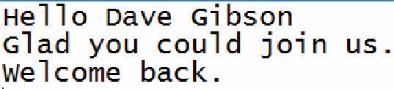 Hello Dave Gibson
Glad you could join us.
Welcome back.